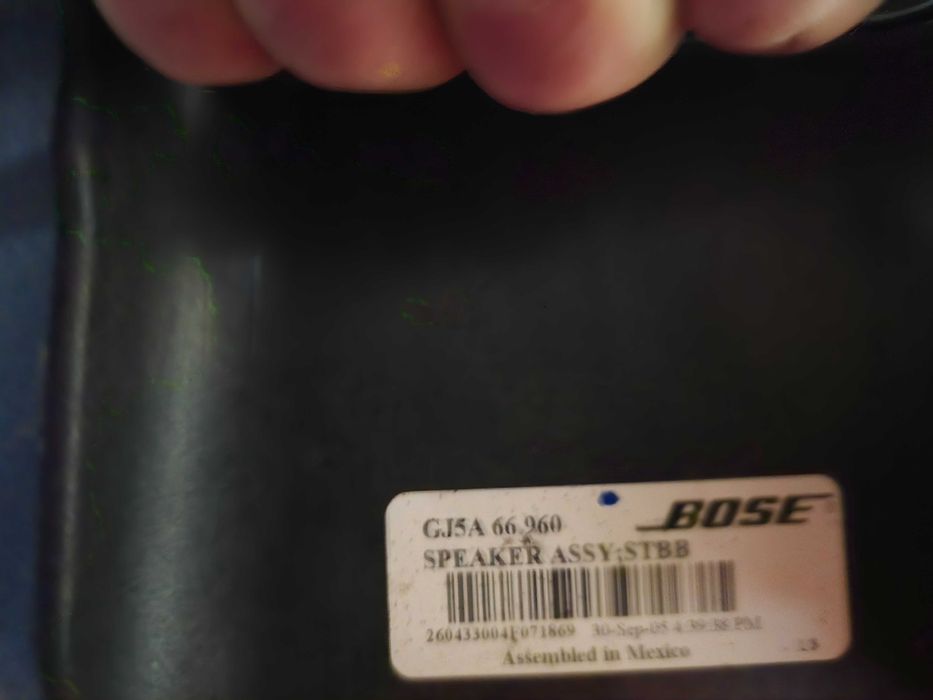 BOSE
GJ5A 66 960
SPEAKER ASSY;STBB
260433004F071869 30-Sep-05 4:39:38 PM
Assembled in Mexico